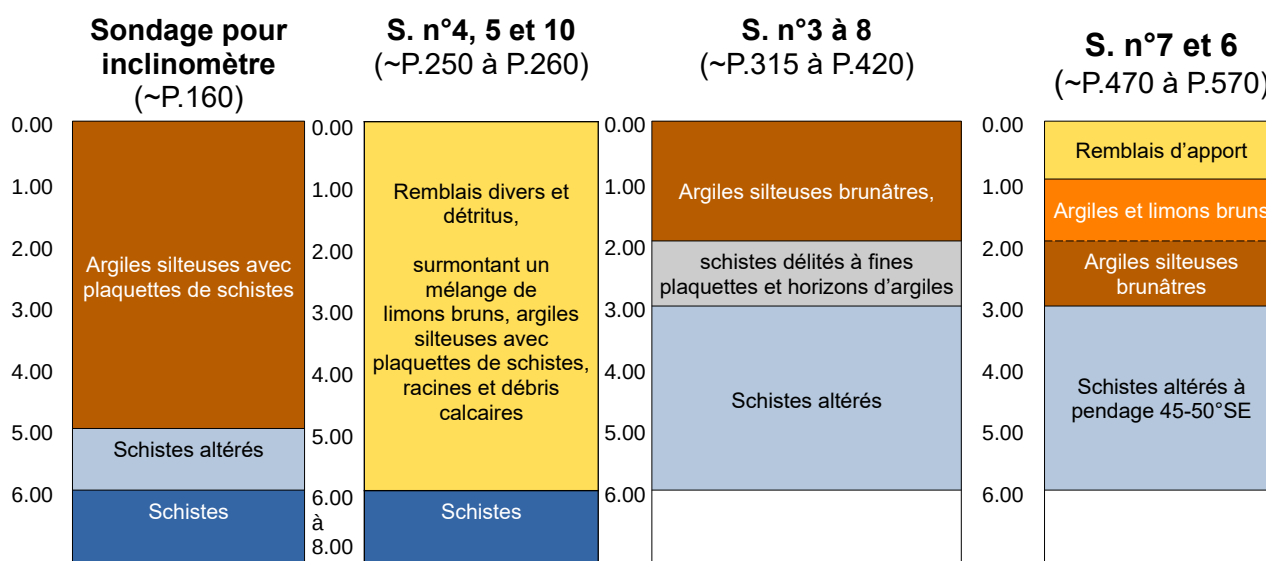 Sondage pour
inclinomètre
(~P.160)
0.00
1.00
2.00
3.00
4.00
5.00
6.00
Argiles silteuses avec
plaquettes de schistes
Schistes altérés
Schistes
S. n°4, 5 et 10
(~P.250 à P.260)
0.00
1.00
2.00
3.00
4.00
5.00
6.00
à
8.00
Remblais divers et
détritus,
surmontant un
mélange de
limons bruns, argiles
silteuses avec
plaquettes de schistes,
racines et débris
calcaires
Schistes
S. n°3 à 8
(~P.315 à P.420)
0.00
1.00
2.00
3.00
4.00
5.00
6.00
Argiles silteuses brunâtres,
schistes délités à fines
plaquettes et horizons d'argiles
Schistes altérés
S. n°7 et 6
(~P.470 à P.570)
0.00
1.00
2.00
3.00
4.00
5.00
6.00
Remblais d'apport
Argiles et limons bruns
Argiles silteuses
brunâtres
Schistes altérés à
pendage 45-50°SE